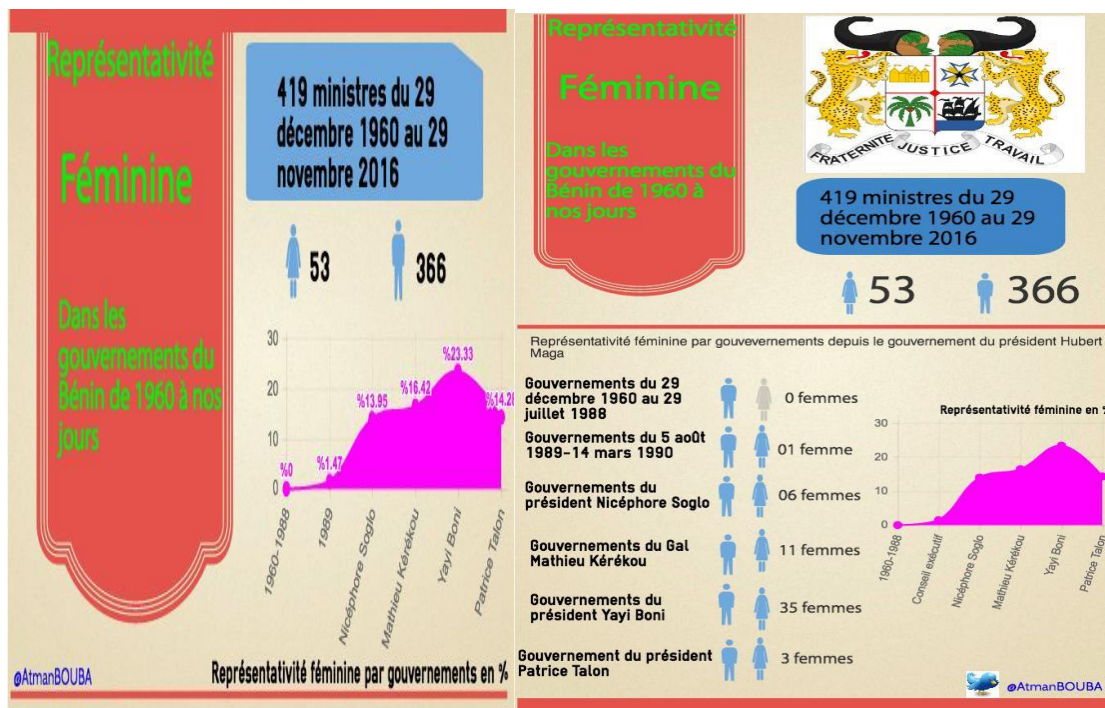 Représentativité
Féminine
Dans les
gouvernements du
Bénin de 1960 à nos
jours
419 ministres du 29
décembre 1960 au 29
novembre 2016
53
366
30
20
10
0
%0
%1.47
%13.95
%16.42
%23.33
%14.28
1960-1988
1989
Nicéphore Soglo
Mathieu Kérékou
Yayi Boni
Patrice Talon
@AtmanBOUBA
Représentativité féminine par gouvernements en %
Représentativité
Féminine
Dans les
gouvernements du
Bénin de 1960 à
nos jours
FRATERNITE JUSTICE TRAVAIL
419 ministres du 29
décembre 1960 au 29
novembre 2016
53
366
Représentativité féminine par gouvevernements depuis le gouvernement du président Hubert
Maga
Gouvernements du 29
décembre 1960 au 29
juillet 1988
0 femmes
Gouvernements du 5 août
1989-14 mars 1990
01 femme
Gouvernements du
président Nicéphore Soglo
06 femmes
Gouvernements du Gal
Mathieu Kérékou
11 femmes
Gouvernements du
président Yayi Boni
35 femmes
Gouvernement du président
Patrice Talon
3 femmes
Représentativité féminine en %
30
20
10
0
1960-1988
Conseil exécutif
Nicéphore Soglo
Mathieu Kérékou
Yayi Boni
Patrice Talon
@AtmanBOUBA